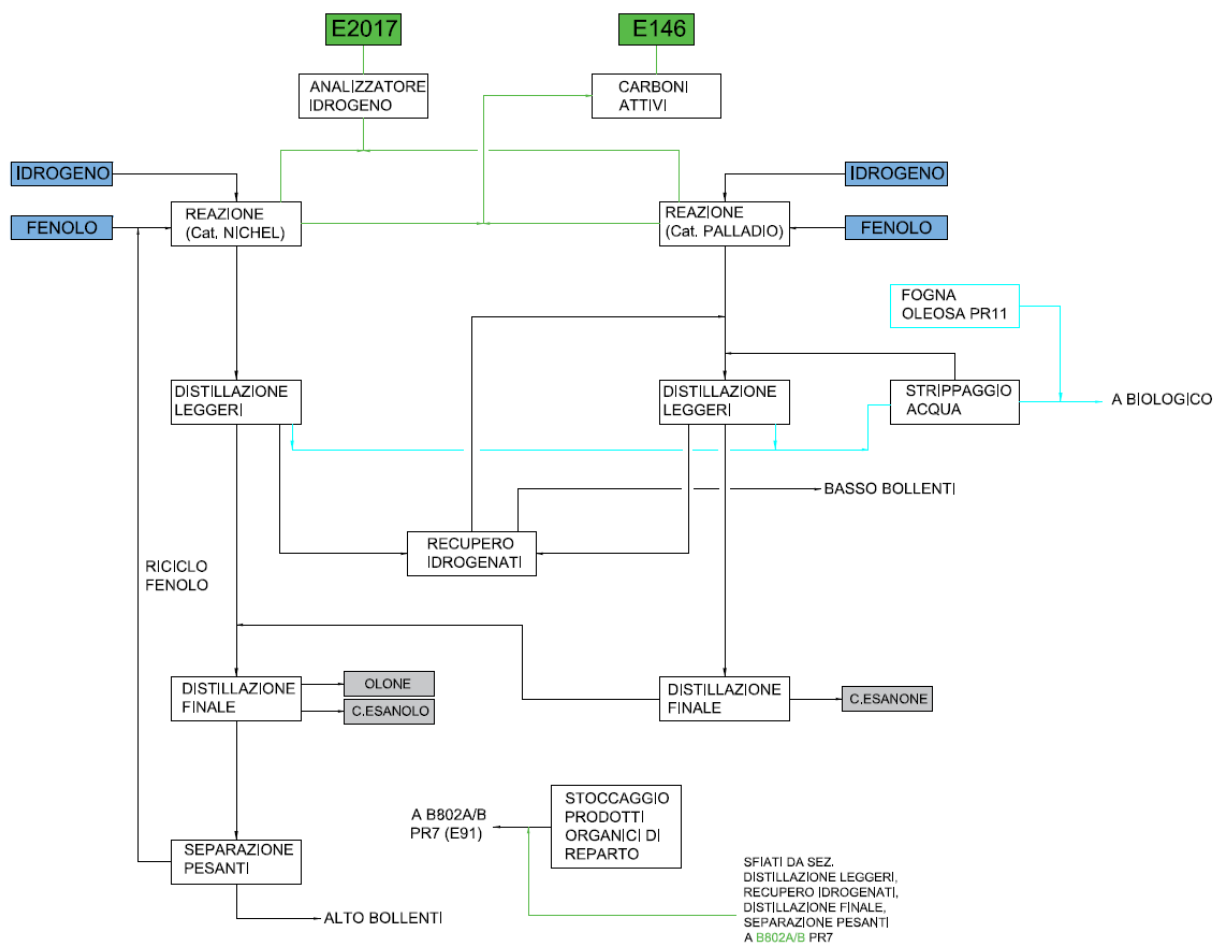 E2017
E146
ANALIZZATORE
IDROGENO
CARBONI
ATTIVI
IDROGENO
IDROGENO
FENOLO
REAZIONE
(Cat. NICHEL)
REAZIONE
(Cat. PALLADIO)
FENOLO
FOGNA
OLEOSA PR11
DISTILLAZIONE
LEGGERI
DISTILLAZIONE
LEGGERI
STRIPPAGGIO
ACQUA
A BIOLOGICO
BASSO BOLLENTI
RECUPERO
IDROGENATI
RICICLO
FENOLO
DISTILLAZIONE
FINALE
OLONE
C.ESANOLO
DISTILLAZIONE
FINALE
C.ESANONE
A B802A/B
PR7 (E91)
STOCCAGGIO
PRODOTTI
ORGANICI DI
REPARTO
SEPARAZIONE
PESANTI
SFIATI DA SEZ.
DISTILLAZIONE LEGGERI,
RECUPERO IDROGENATI,
DISTILLAZIONE FINALE,
SEPARAZIONE PESANTI
A B802A/B PR7
ALTO BOLLENTI